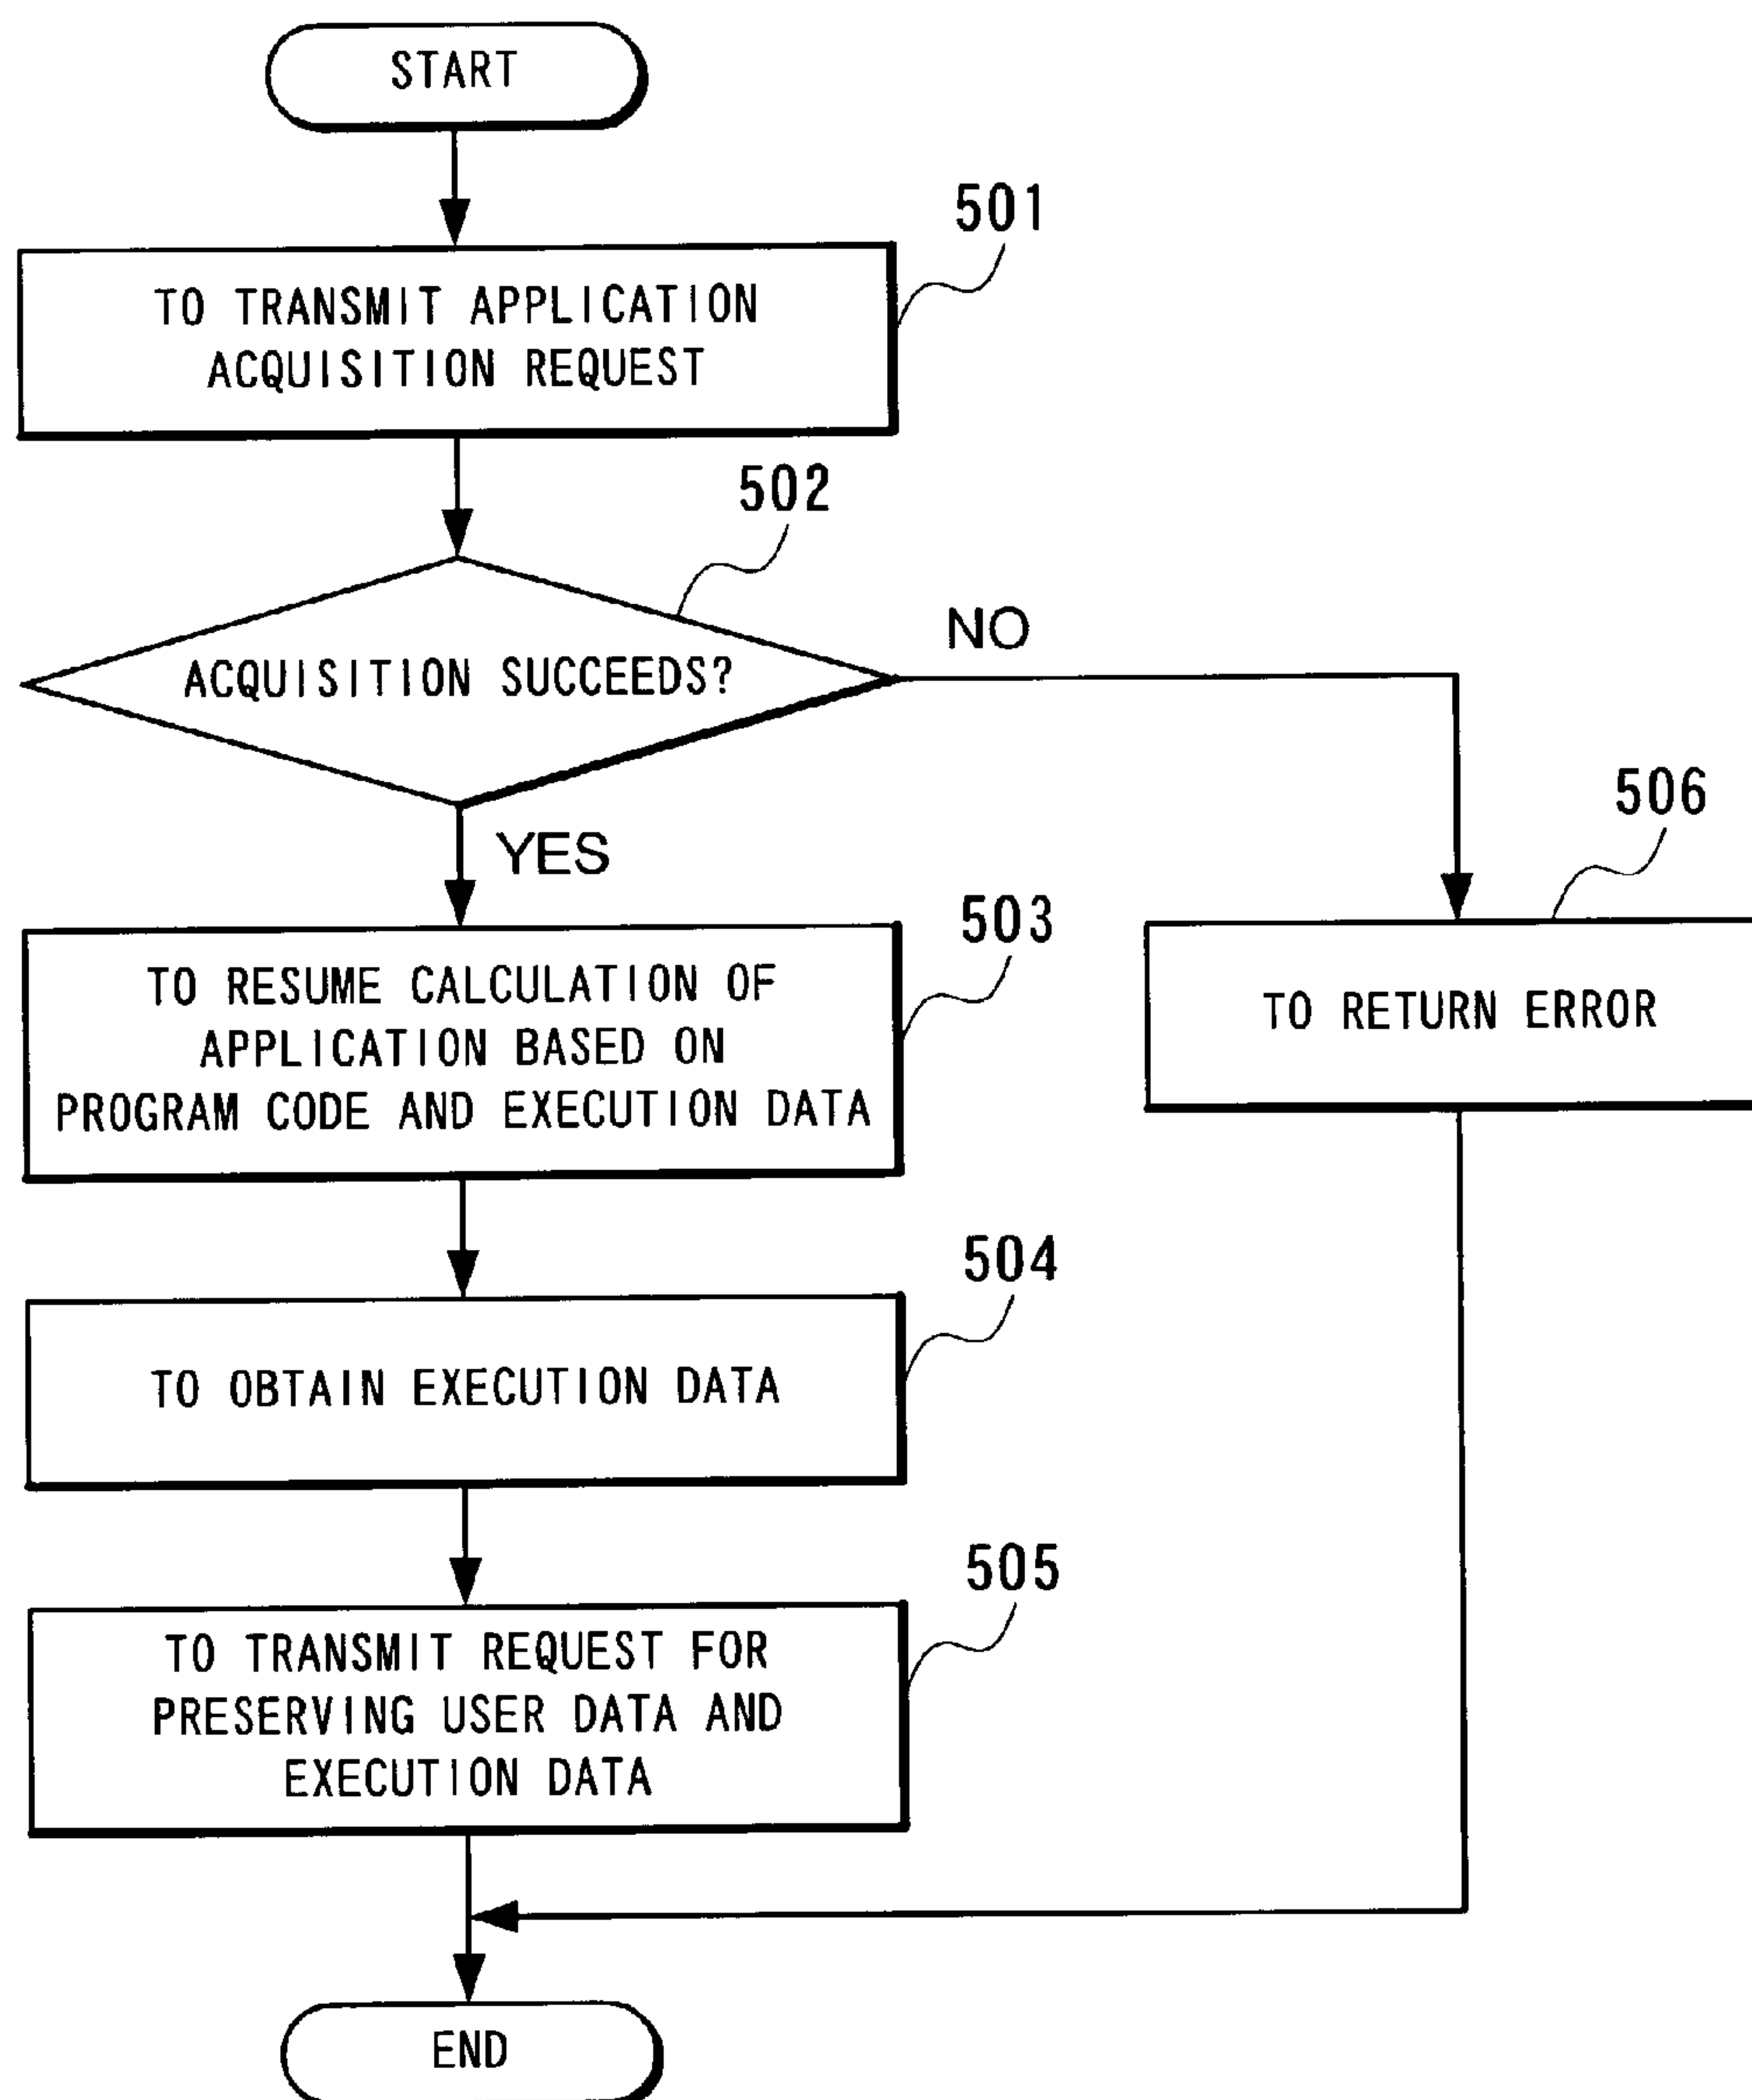 START
501
TO TRANSMIT APPLICATION
ACQUISITION REQUEST
502
ACQUISITION SUCCEEDS?
NO
YES
506
TO RETURN ERROR
503
TO RESUME CALCULATION OF
APPLICATION BASED ON
PROGRAM CODE AND EXECUTION DATA
504
TO OBTAIN EXECUTION DATA
505
TO TRANSMIT REQUEST FOR
PRESERVING USER DATA AND
EXECUTION DATA
END